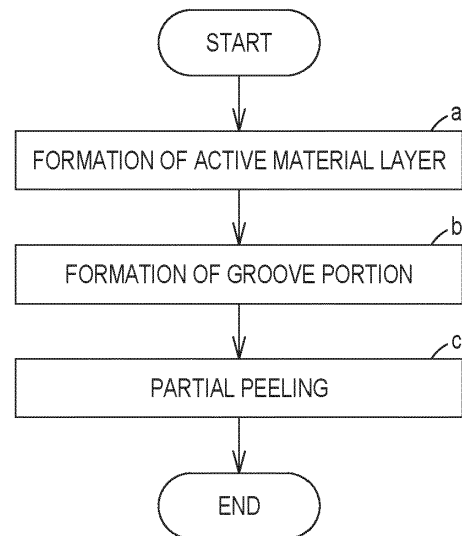 START
a
FORMATION OF ACTIVE MATERIAL LAYER
b
FORMATION OF GROOVE PORTION
c
PARTIAL PEELING
END